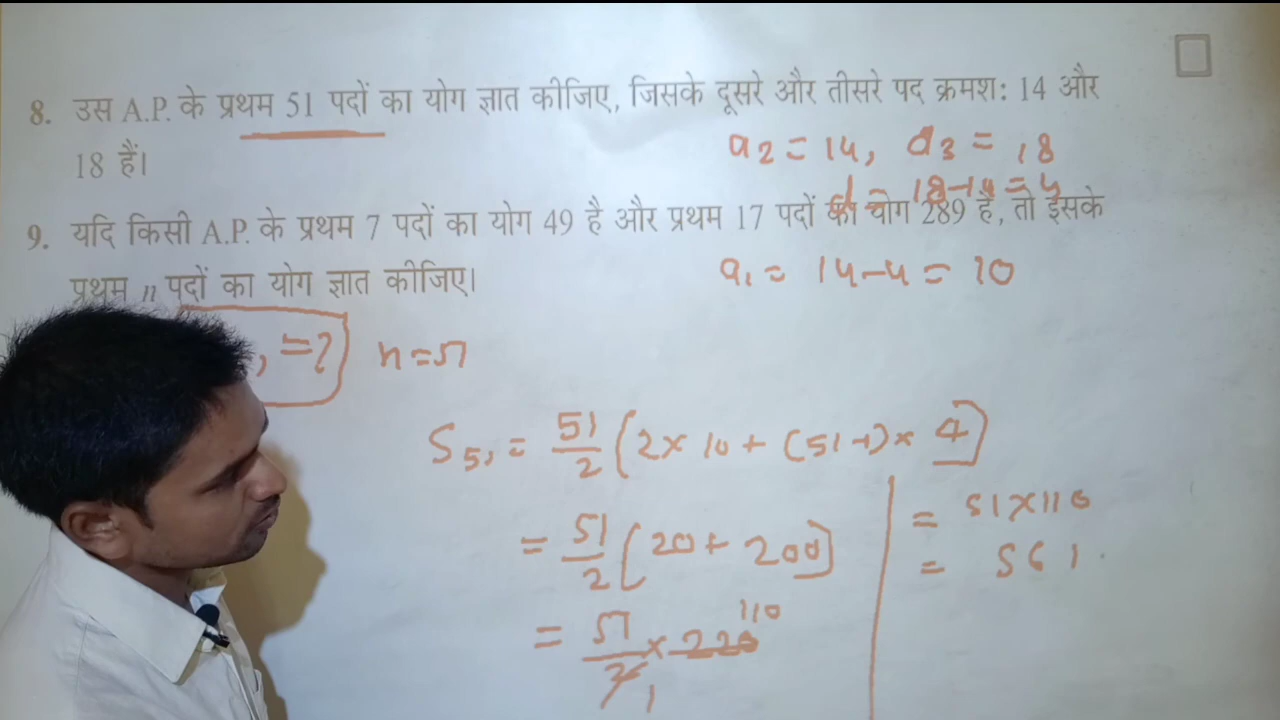 8. उस A.P. के प्रथम 51 पदों का योग ज्ञात कीजिए, जिसके दूसरे और तीसरे पद क्रमश: 14 और
18 हैं।
a2 = 14, a3 = 18
d = 18-14 = 4
9. यदि किसी A.P. के प्रथम 7 पदों का योग 49 है और प्रथम 17 पदों का योग 289 है, तो इसके
प्रथम n पदों का योग ज्ञात कीजिए।
a1 = 14-4 = 10
=? n=51
S51 = 51/2 (2×10+(51-1)×4)
= 51/2 (20+200)
= 51/2 × 220
110
1
= 51×110
= 561